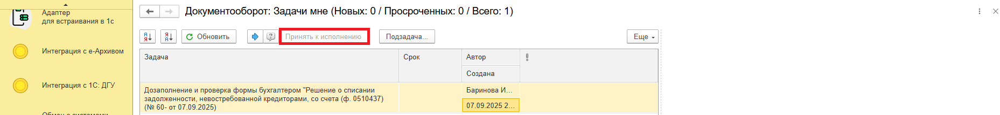 Адаптер
для встраивания в 1с
Интеграция с е-Архивом
Интеграция с 1С: ДГУ
Обмен с системами
Документооборот: Задачи мне (Новых: 0 / Просроченных: 0 / Всего: 1)
Обновить
Принять к исполнению
Подзадача...
Еще
Задача
Срок
Автор
Создана
Дозаполнение и проверка формы бухгалтером "Решение о списании
задолженности, невостребованной кредиторами, со счета (ф. 0510437)
(№ 60- от 07.09.2025)
Баринова И...
07.09.2025 2...